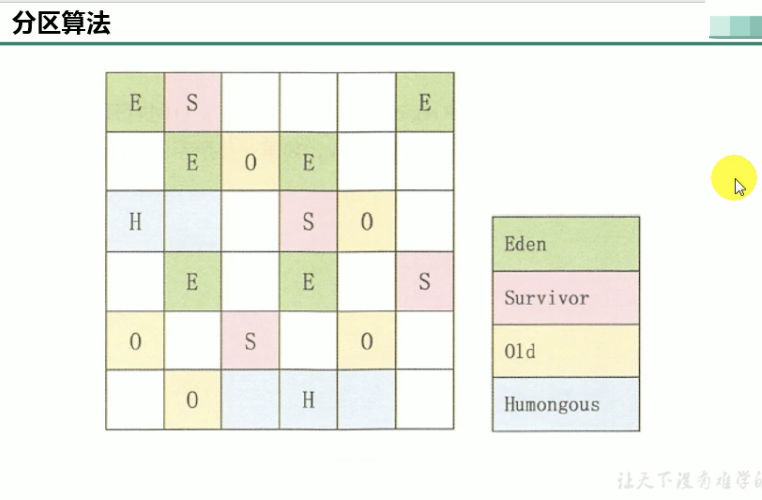 分区算法
E S E
E O E
H S O
E E S
O S O
O H
Eden
Survivor
Old
Humongous
让天下没有难学的